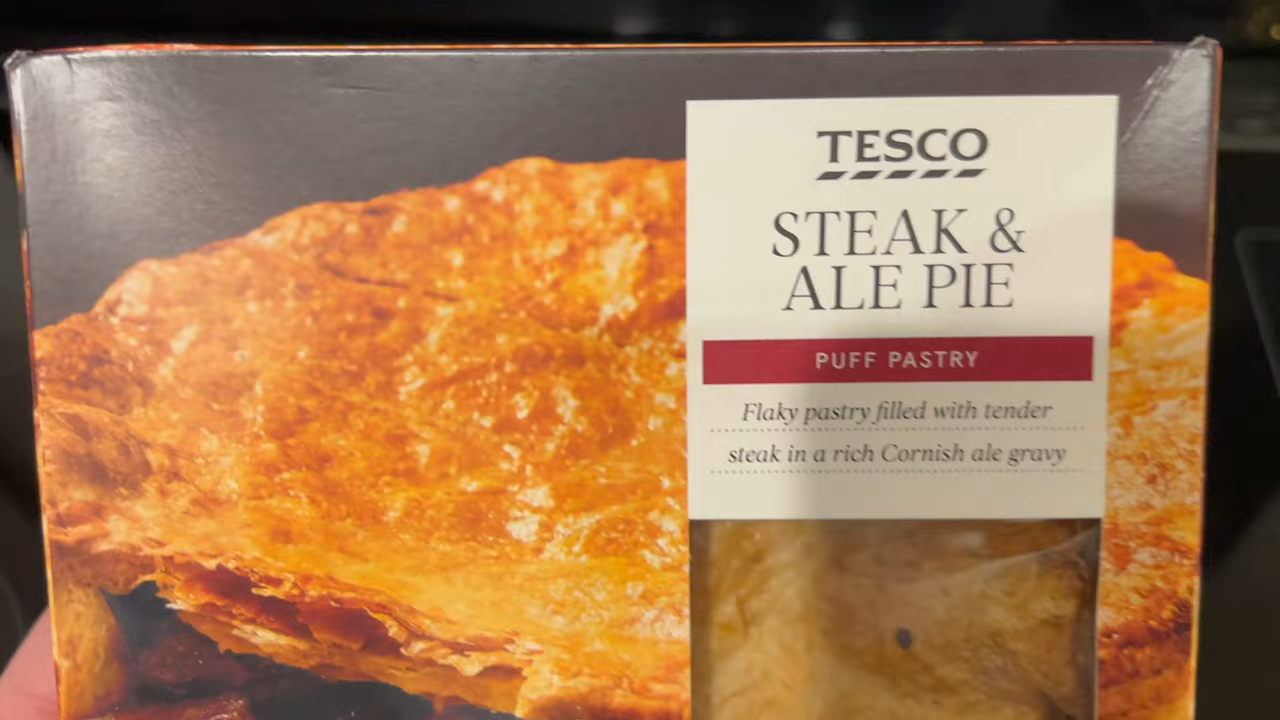 TESCO
STEAK &
ALE PIE
PUFF PASTRY
Flaky pastry filled with tender
steak in a rich Cornish ale gravy